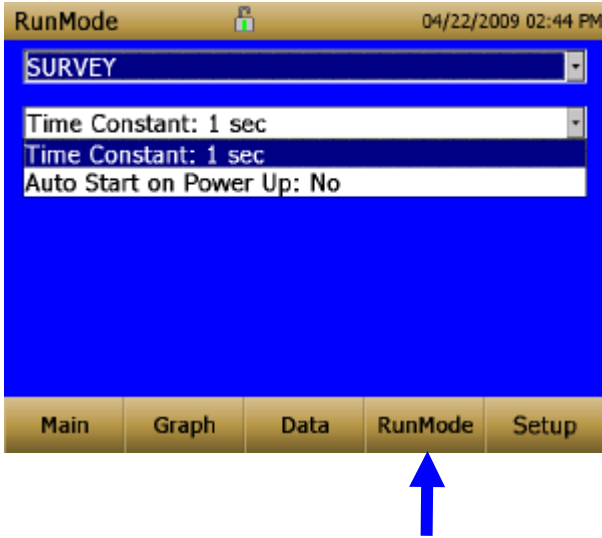 RunMode 04/22/2009 02:44 PM
SURVEY
Time Constant: 1 sec
Time Constant: 1 sec
Auto Start on Power Up: No
Main Graph Data RunMode Setup